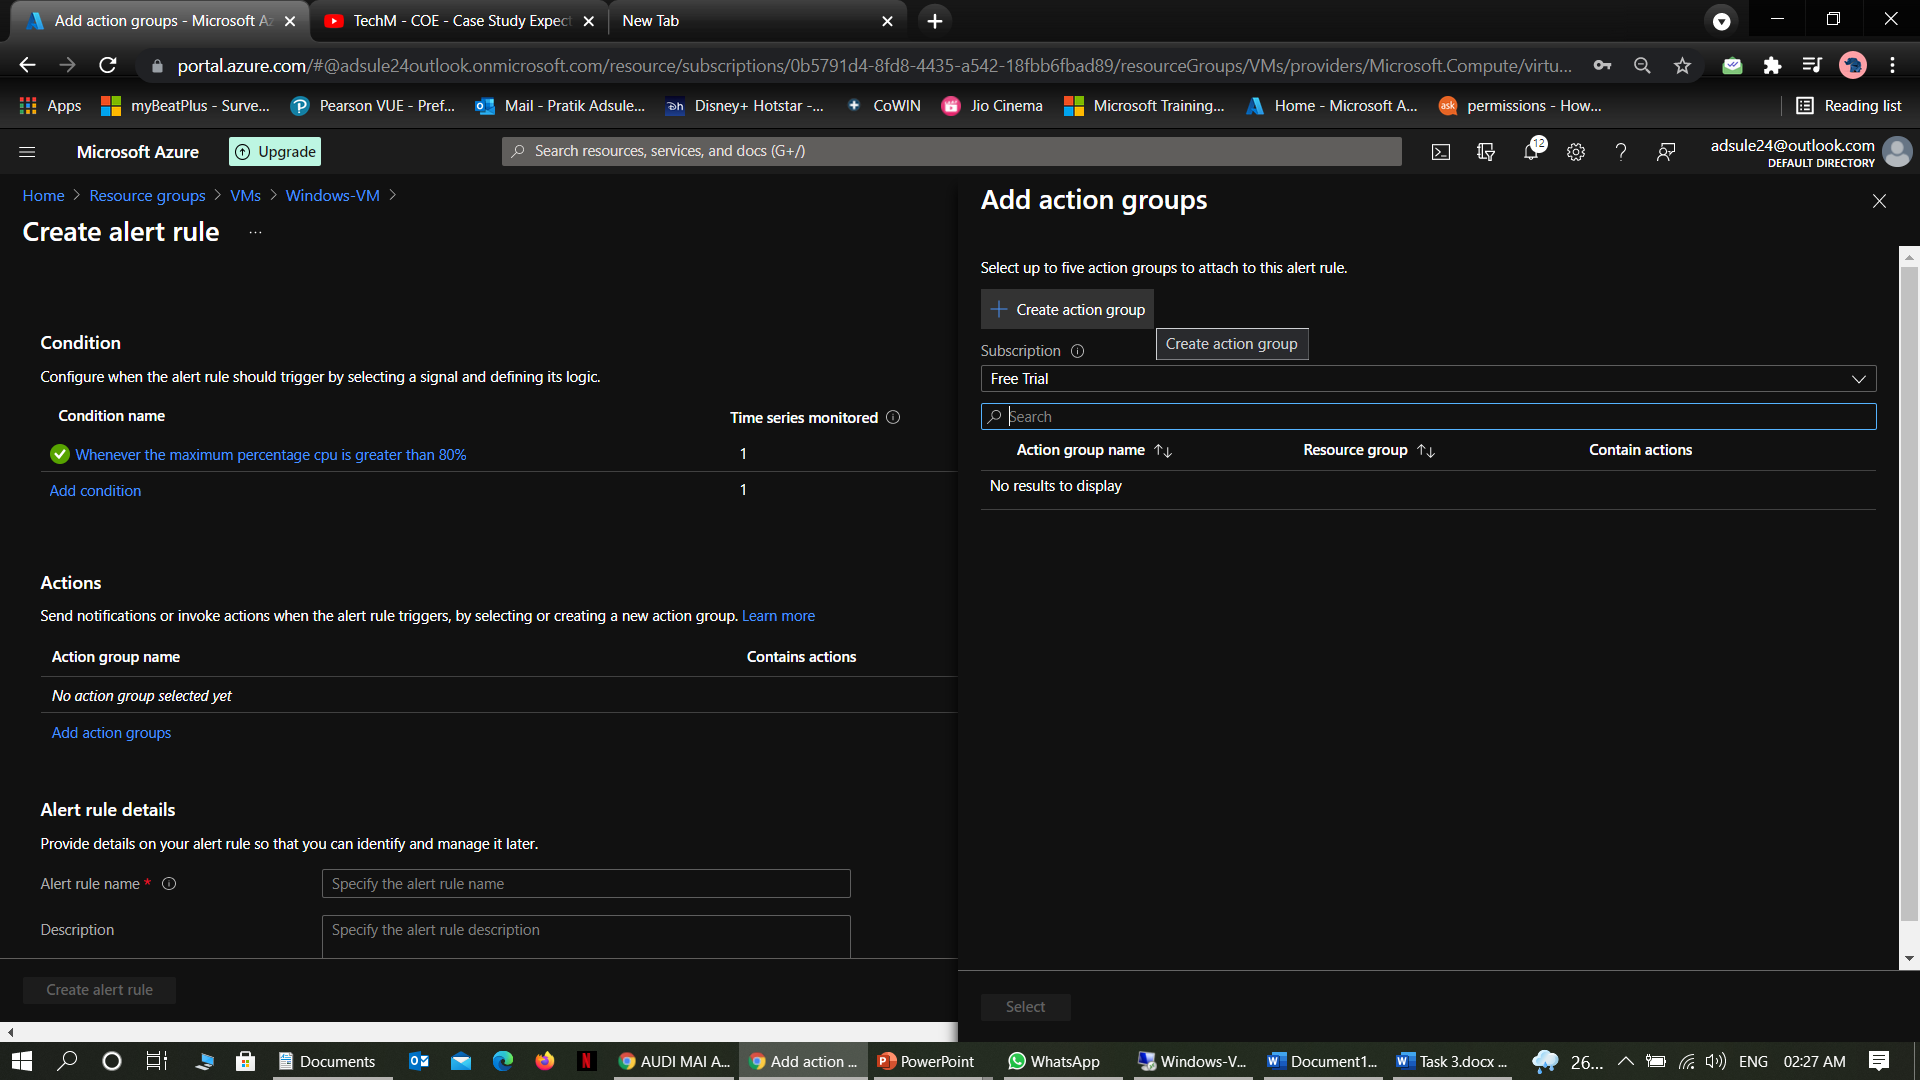 Add action groups - Microsoft Az
TechM - COE - Case Study Expect
New Tab
portal.azure.com/#@adsule24outlook.onmicrosoft.com/resource/subscriptions/0b5791d4-8fd8-4435-a542-18fbb6fbad89/resourceGroups/VMs/providers/Microsoft.Compute/virtu...
Apps
myBeatPlus - Surve...
Pearson VUE - Pref...
Mail - Pratik Adsule...
Disney+ Hotstar -...
CoWIN
Jio Cinema
Microsoft Training...
Home - Microsoft A...
ask
permissions - How...
Reading list
Microsoft Azure
Upgrade
Search resources, services, and docs (G+/)
12
adsule24@outlook.com
DEFAULT DIRECTORY
Home > Resource groups > VMs > Windows-VM >
Create alert rule ...
Condition
Configure when the alert rule should trigger by selecting a signal and defining its logic.
Condition name
Time series monitored
Whenever the maximum percentage cpu is greater than 80%
1
Add condition
1
Actions
Send notifications or invoke actions when the alert rule triggers, by selecting or creating a new action group. Learn more
Action group name
Contains actions
No action group selected yet
Add action groups
Alert rule details
Provide details on your alert rule so that you can identify and manage it later.
Alert rule name *
Specify the alert rule name
Description
Specify the alert rule description
Create alert rule
Add action groups
Select up to five action groups to attach to this alert rule.
Create action group
Create action group
Subscription
Free Trial
Search
Action group name
Resource group
Contain actions
No results to display
Select
Documents
AUDI MAI A...
Add action ...
PowerPoint
WhatsApp
Windows-V...
Document1...
Task 3.docx ...
26...
ENG
02:27 AM